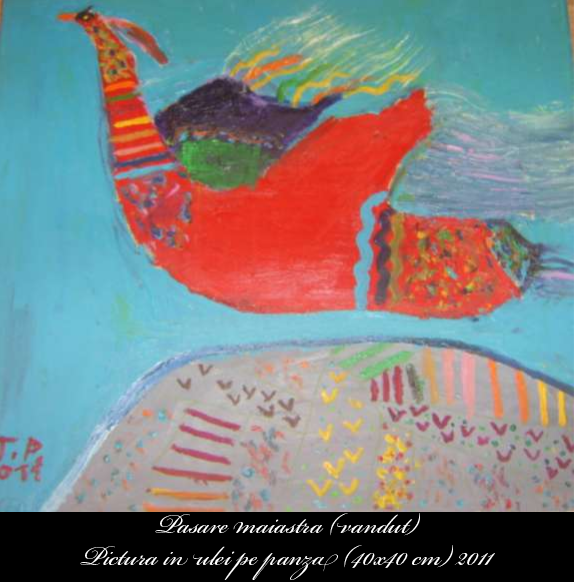 Pasare maiastra (vandut)
Pictura in ulei pe panza (40x40 cm) 2011